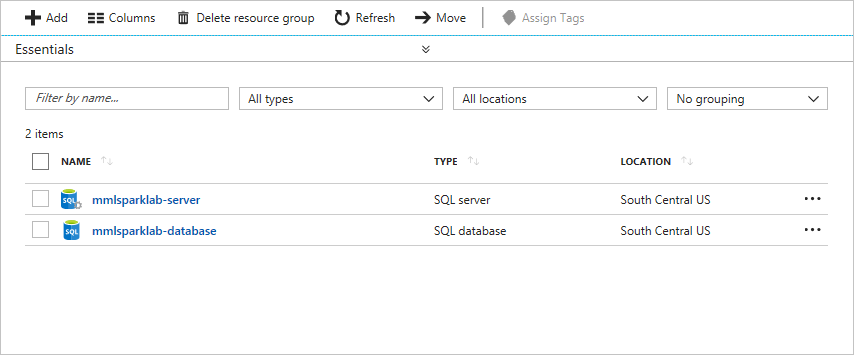 Add Columns Delete resource group Refresh Move Assign Tags
Essentials
Filter by name... All types All locations No grouping
2 items
NAME TYPE LOCATION
SQL mmlsparklab-server SQL server South Central US
SQL mmlsparklab-database SQL database South Central US